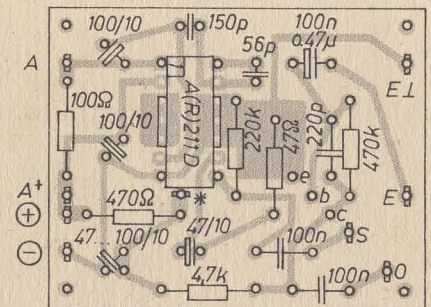 100/10
150p
100n
0,47µ
A
56p
E⊥
100Ω
A(R)211D
100/10
220k
47Ω
220p
470k
e
A⁺
470Ω
*
b
E
⊕
47/10
c
S
⊖
47...100/10
100n
4,7k
100n
O